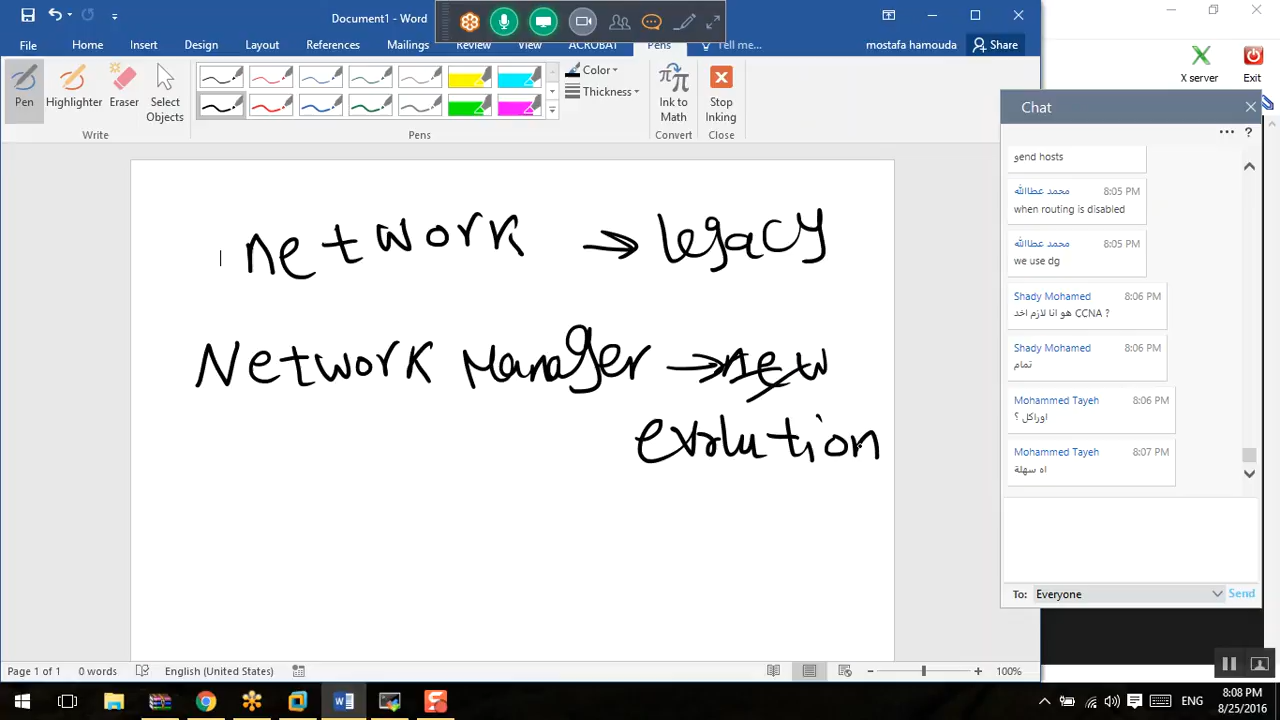 Document1 - Word
File
Home
Insert
Design
Layout
References
Mailings
Review
View
ACROBAT
Pens
Tell me...
mostafa hamouda
Share
Pen
Highlighter
Eraser
Select Objects
Color
Thickness
Ink to Math
Stop Inking
Write
Pens
Convert
Close
network → legacy
Network Manager → new
evolution
Page 1 of 1
0 words
English (United States)
100%
X server
Exit
Chat
وend hosts
محمد عطاالله 8:05 PM
when routing is disabled
محمد عطاالله 8:05 PM
we use dg
Shady Mohamed 8:06 PM
هو انا لازم اخد CCNA ?
Shady Mohamed 8:06 PM
تمام
Mohammed Tayeh 8:06 PM
اوراكل ؟
Mohammed Tayeh 8:07 PM
اه سهلة
To: Everyone
Send
ENG
8:08 PM
8/25/2016